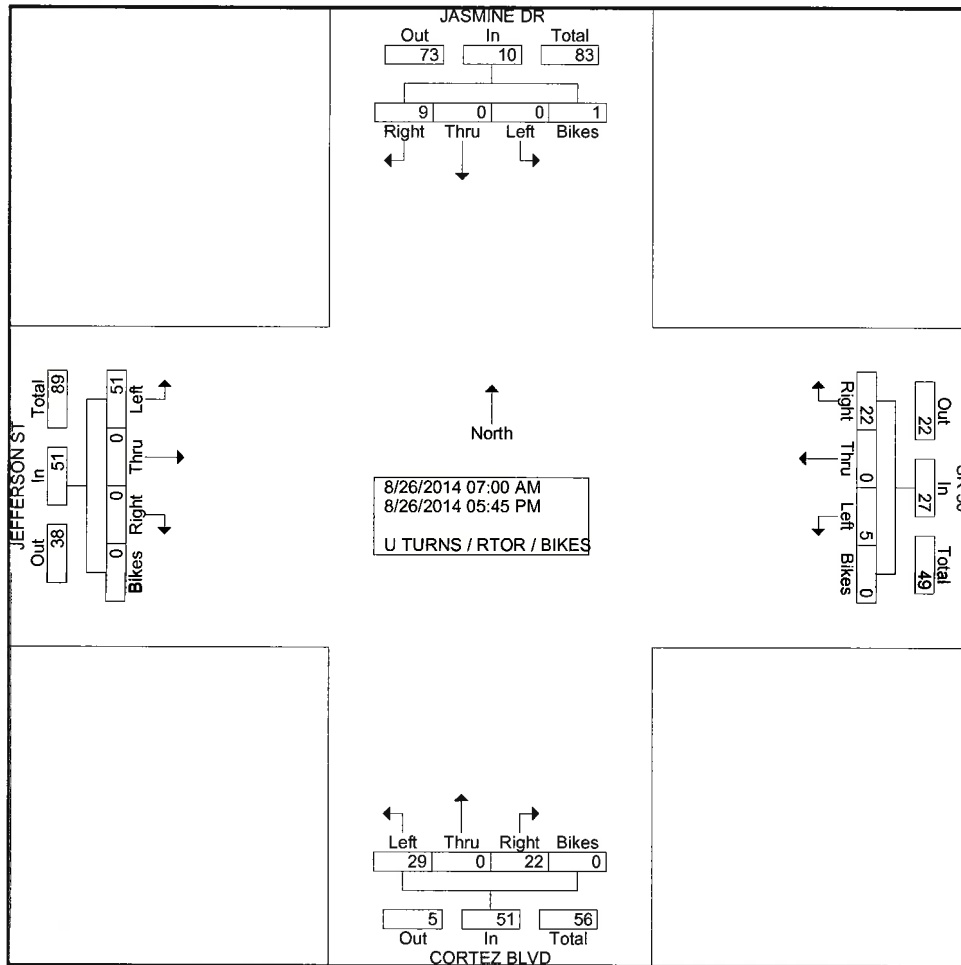 JASMINE DR
Out In Total
73 10 83
9 0 0 1
Right Thru Left Bikes
JEFFERSON ST
Total In Out
89 51 38
51 0 0 0
Left Thru Right Bikes
North
8/26/2014 07:00 AM
8/26/2014 05:45 PM
U TURNS / RTOR / BIKES
Right Thru Left Bikes
22 0 5 0
Out In Total
22 27 49
Left Thru Right Bikes
29 0 22 0
5 51 56
Out In Total
CORTEZ BLVD